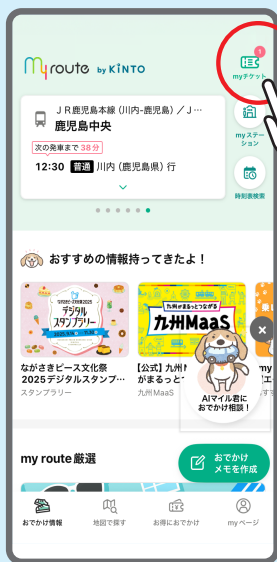 my route by KINTO
1
myチケット
JR鹿児島本線（川内-鹿児島）/ J…
鹿児島中央
次の発車まで 38分
12:30 普通 川内（鹿児島県）行
myステーション
時刻表検索
おすすめの情報持ってきたよ！
ながさきピース文化祭2025
デジタル
スタンプラリー
九州がまるっとつながる
九州MaaS
ながさきピース文化祭
2025デジタルスタンプ…
スタンプラリー
【公式】九州M
がまるっと
九州MaaS
AIマイル君に
おでかけ相談！
my route厳選
おでかけ
メモを作成
おでかけ情報
地図で探す
お得におでかけ
myページ